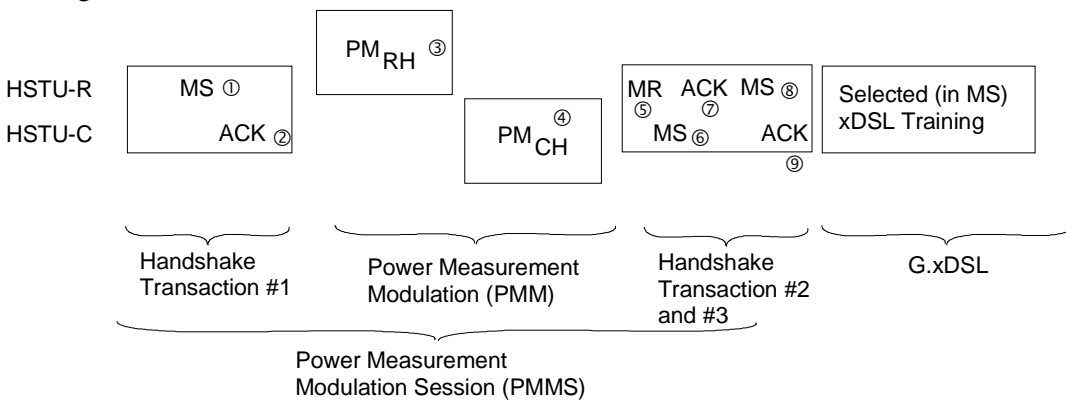 PM RH ③
HSTU-R MS ① MR ACK MS ⑧ Selected (in MS)
⑤ ⑦ xDSL Training
HSTU-C ACK ② PM CH ④ MS ⑥ ACK
⑨
Handshake
Transaction #1
Power Measurement
Modulation (PMM)
Handshake
Transaction #2
and #3
G.xDSL
Power Measurement
Modulation Session (PMMS)